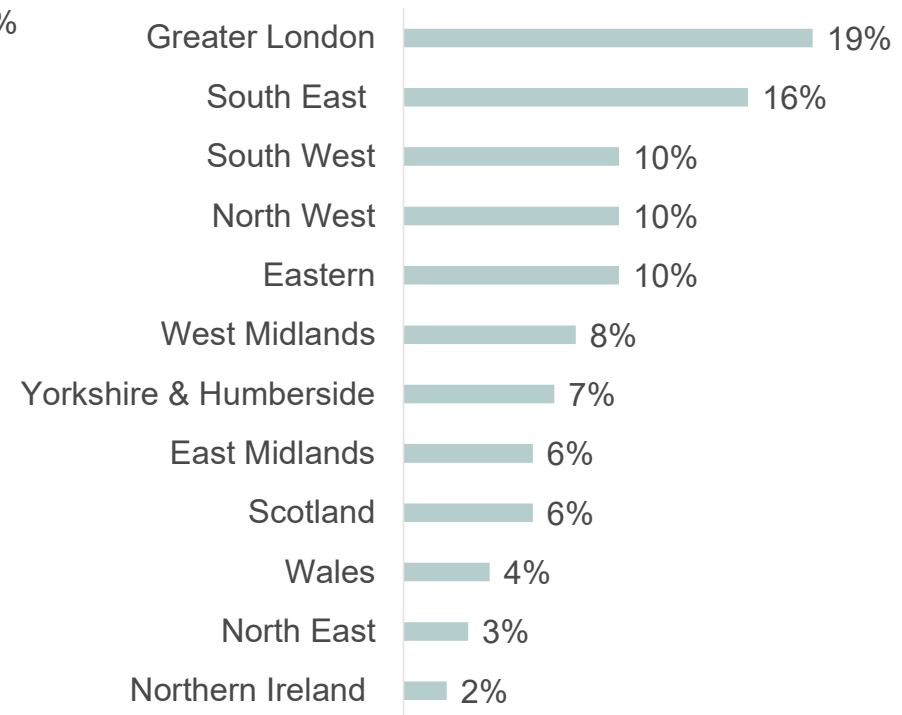 %
Greater London 19%
South East 16%
South West 10%
North West 10%
Eastern 10%
West Midlands 8%
Yorkshire & Humberside 7%
East Midlands 6%
Scotland 6%
Wales 4%
North East 3%
Northern Ireland 2%